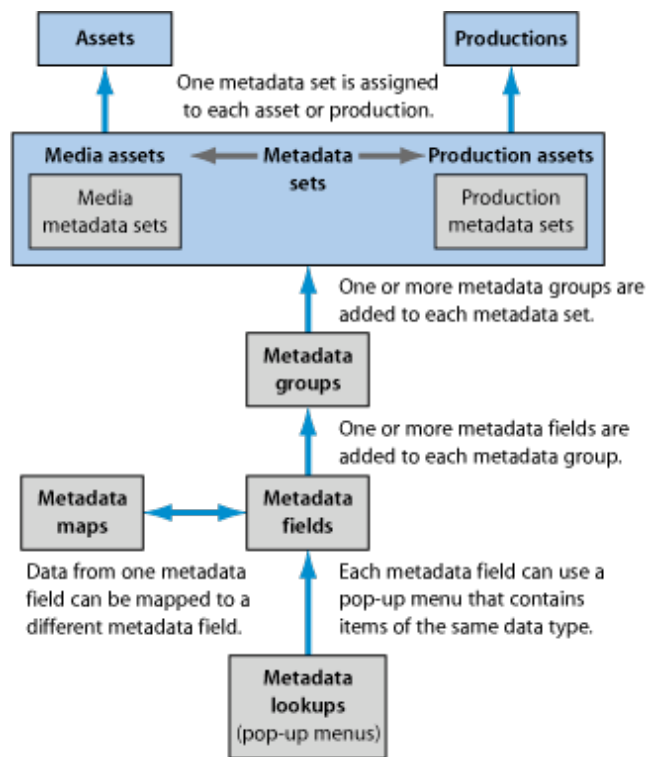 Assets
Productions
One metadata set is assigned
to each asset or production.
Media assets
Metadata
sets
Production assets
Media
metadata sets
Production
metadata sets
One or more metadata groups are
added to each metadata set.
Metadata
groups
One or more metadata fields are
added to each metadata group.
Metadata
maps
Metadata
fields
Data from one metadata
field can be mapped to a
different metadata field.
Each metadata field can use a
pop-up menu that contains
items of the same data type.
Metadata
lookups
(pop-up menus)